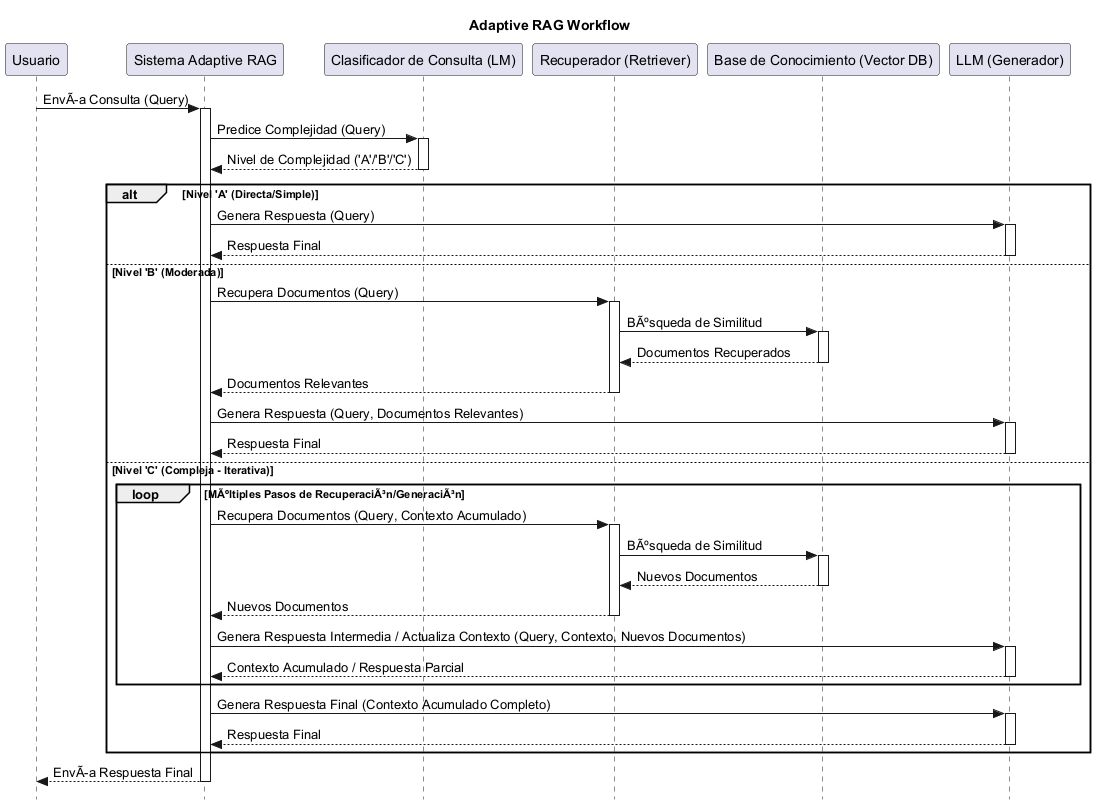 Adaptive RAG Workflow
Usuario
Sistema Adaptive RAG
Clasificador de Consulta (LM)
Recuperador (Retriever)
Base de Conocimiento (Vector DB)
LLM (Generador)
EnvÃ-a Consulta (Query)
Predice Complejidad (Query)
Nivel de Complejidad ('A'/'B'/'C')
alt
[Nivel 'A' (Directa/Simple)]
Genera Respuesta (Query)
Respuesta Final
[Nivel 'B' (Moderada)]
Recupera Documentos (Query)
BÃºsqueda de Similitud
Documentos Recuperados
Documentos Relevantes
Genera Respuesta (Query, Documentos Relevantes)
Respuesta Final
[Nivel 'C' (Compleja - Iterativa)]
loop
[MÃºltiples Pasos de RecuperaciÃ³n/GeneraciÃ³n]
Recupera Documentos (Query, Contexto Acumulado)
BÃºsqueda de Similitud
Nuevos Documentos
Nuevos Documentos
Genera Respuesta Intermedia / Actualiza Contexto (Query, Contexto, Nuevos Documentos)
Contexto Acumulado / Respuesta Parcial
Genera Respuesta Final (Contexto Acumulado Completo)
Respuesta Final
EnvÃ-a Respuesta Final